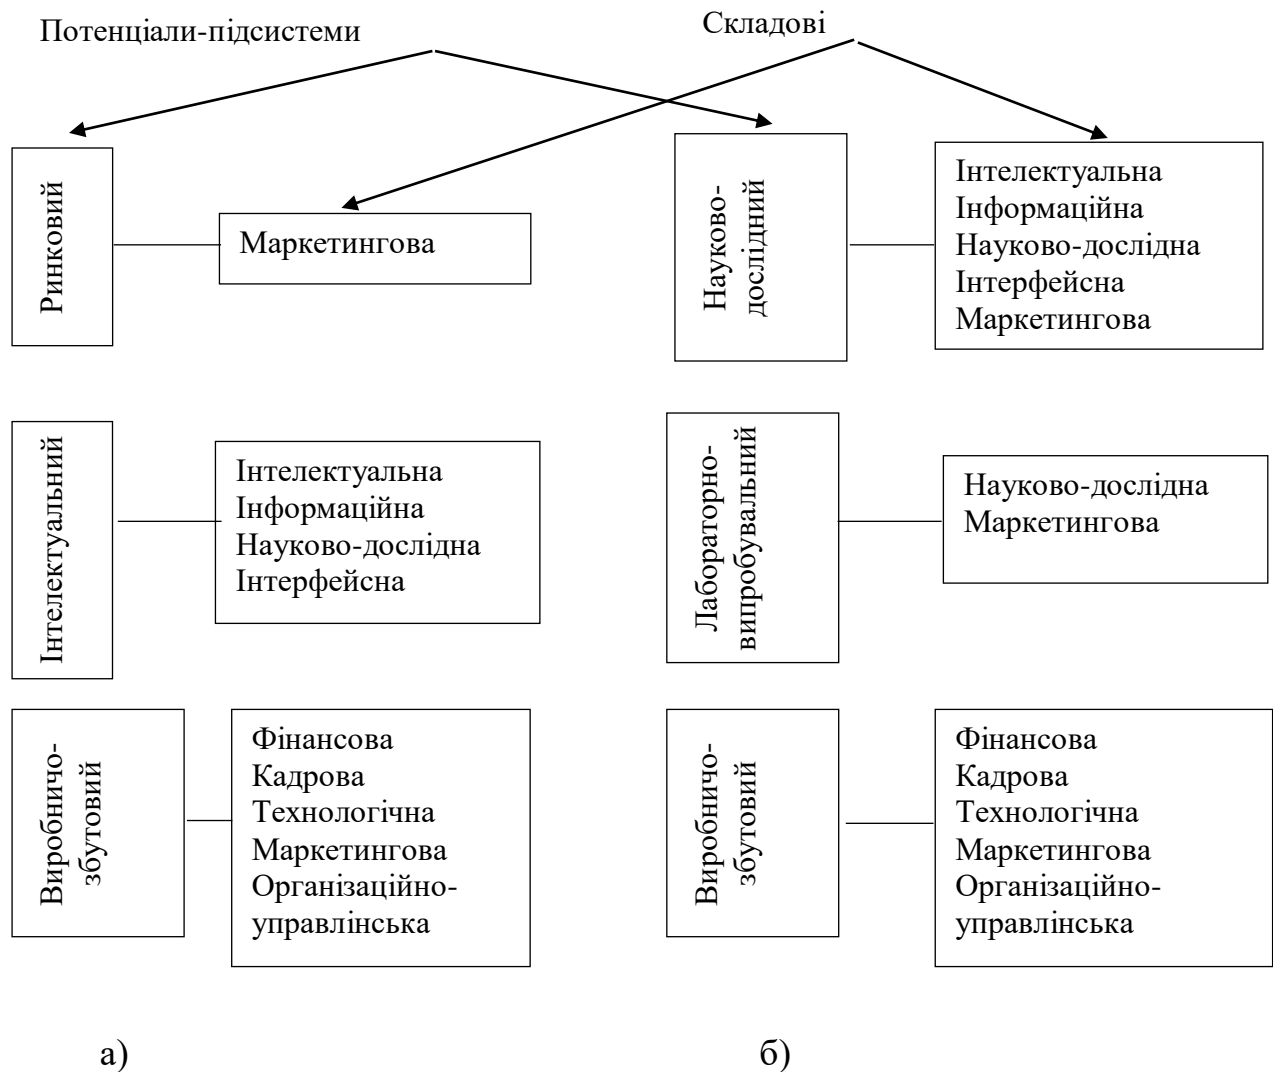 Потенціали-підсистеми
Складові
Ринковий
Маркетингова
Науково-
дослідний
Інтелектуальна
Інформаційна
Науково-дослідна
Інтерфейсна
Маркетингова
Інтелектуальний
Інтелектуальна
Інформаційна
Науково-дослідна
Інтерфейсна
Лабораторно-
випробувальний
Науково-дослідна
Маркетингова
Виробничо-
збутовий
Фінансова
Кадрова
Технологічна
Маркетингова
Організаційно-
управлінська
Виробничо-
збутовий
Фінансова
Кадрова
Технологічна
Маркетингова
Організаційно-
управлінська
а)
б)